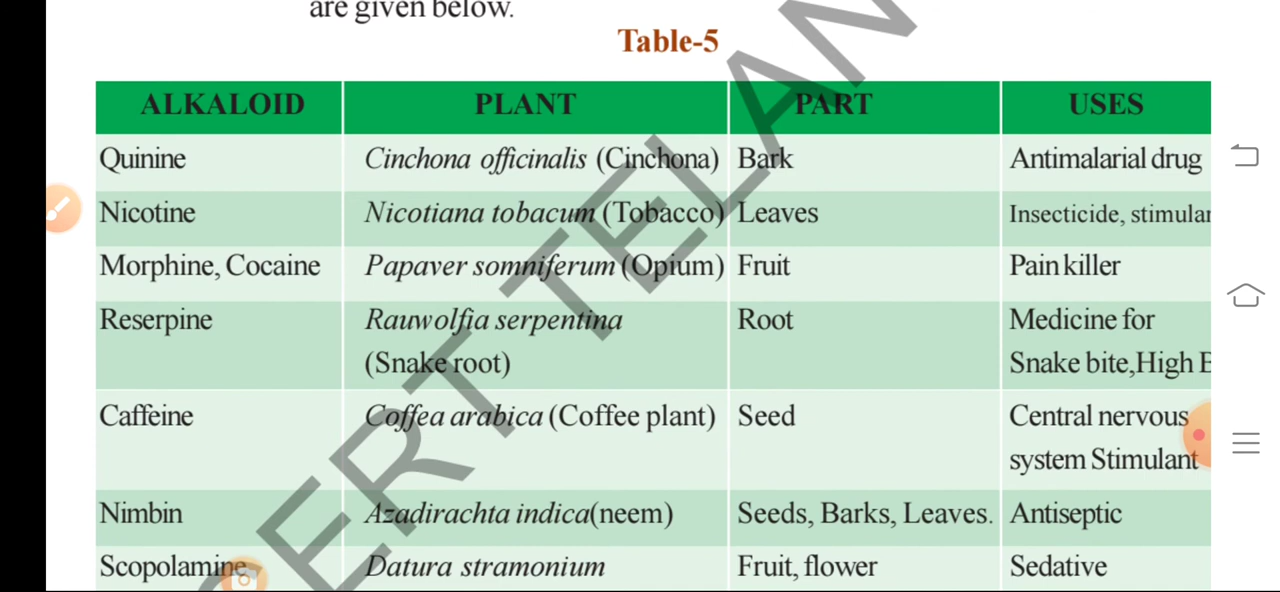 are given below.
Table-5
ALKALOID PLANT PART USES
Quinine Cinchona officinalis (Cinchona) Bark Antimalarial drug
Nicotine Nicotiana tobacum (Tobacco) Leaves Insecticide, stimular
Morphine, Cocaine Papaver somniferum (Opium) Fruit Pain killer
Reserpine Rauwolfia serpentina Root Medicine for
(Snake root) Snake bite,High B
Caffeine Coffea arabica (Coffee plant) Seed Central nervous
system Stimulant
Nimbin Azadirachta indica(neem) Seeds, Barks, Leaves. Antiseptic
Scopolamine Datura stramonium Fruit, flower Sedative
CERT TELAN